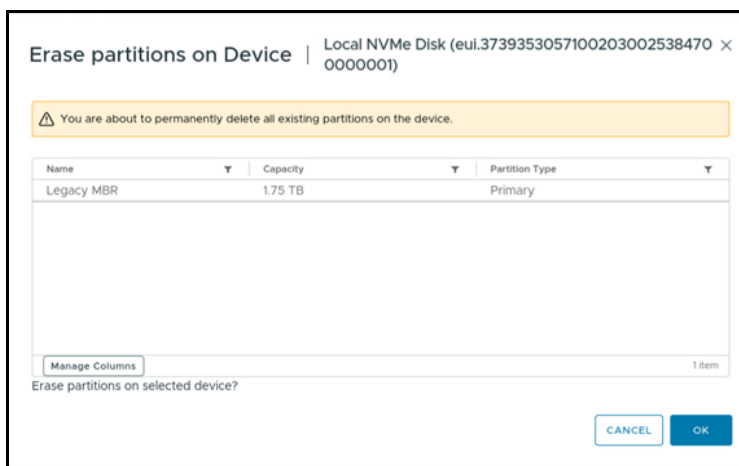 Erase partitions on Device | Local NVMe Disk (eui.37393530571002030025384700000001)
You are about to permanently delete all existing partitions on the device.
Name Capacity Partition Type
Legacy MBR 1.75 TB Primary
Manage Columns 1 item
Erase partitions on selected device?
CANCEL OK